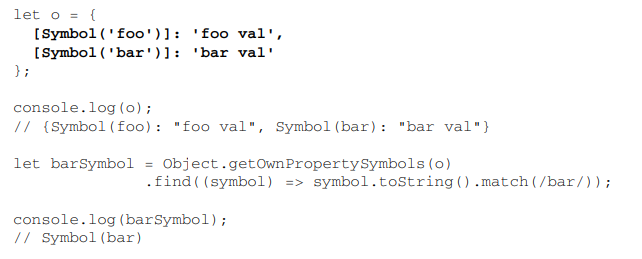 let o = {
  [Symbol('foo')]: 'foo val',
  [Symbol('bar')]: 'bar val'
};

console.log(o);
// {Symbol(foo): "foo val", Symbol(bar): "bar val"}

let barSymbol = Object.getOwnPropertySymbols(o)
              .find((symbol) => symbol.toString().match(/bar/));

console.log(barSymbol);
// Symbol(bar)